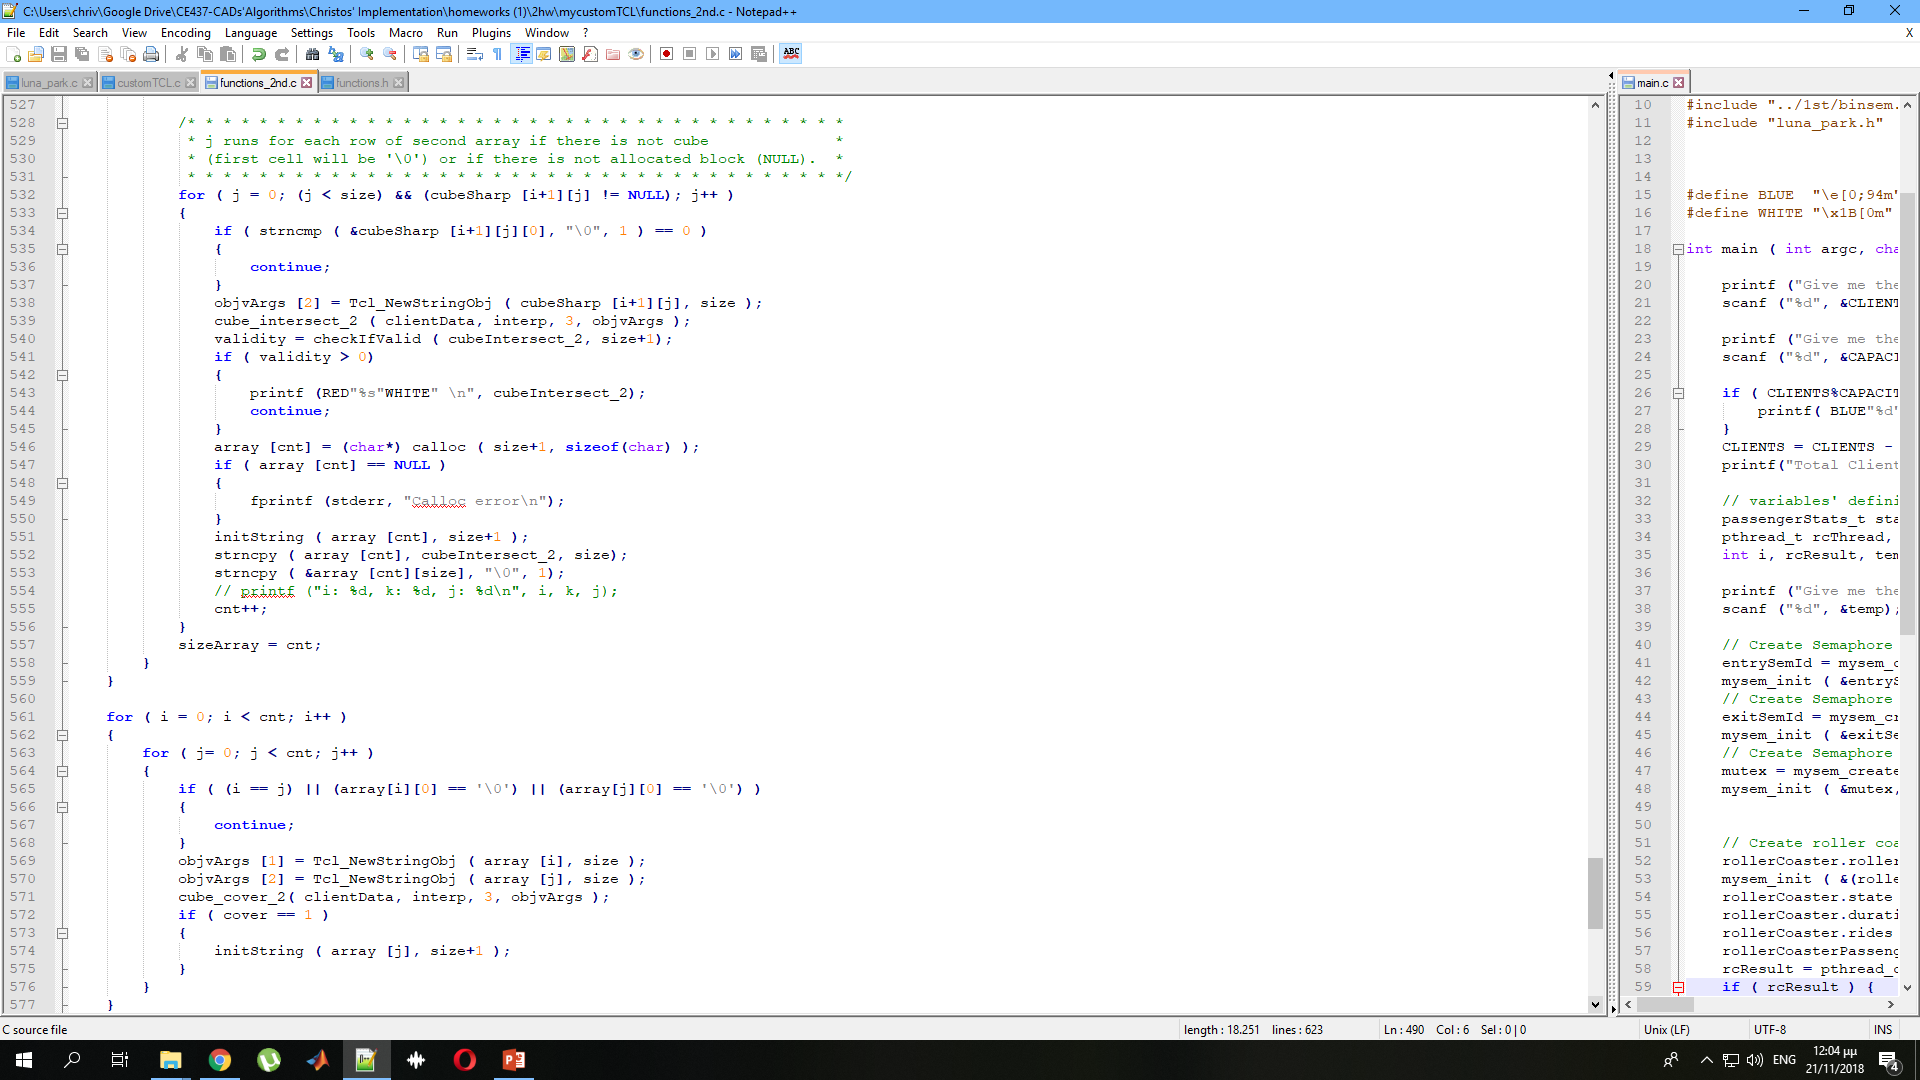 C:\Users\chriv\Google Drive\CE437-CADs'Algorithms\Christos' Implementation\homeworks (1)\2hw\mycustomTCL\functions_2nd.c - Notepad++
File Edit Search View Encoding Language Settings Tools Macro Run Plugins Window ? X
luna_park.c customTCL.c functions_2nd.c functions.h
527
528 /* * * * * * * * * * * * * * * * * * * * * * * * * * * * * * * * * * * * *
529 * j runs for each row of second array if there is not cube *
530 * (first cell will be '\0') or if there is not allocated block (NULL). *
531 * * * * * * * * * * * * * * * * * * * * * * * * * * * * * * * * * * * * */
532 for ( j = 0; (j < size) && (cubeSharp [i+1][j] != NULL); j++ )
533 {
534 if ( strncmp ( &cubeSharp [i+1][j][0], "\0", 1 ) == 0 )
535 {
536 continue;
537 }
538 objvArgs [2] = Tcl_NewStringObj ( cubeSharp [i+1][j], size );
539 cube_intersect_2 ( clientData, interp, 3, objvArgs );
540 validity = checkIfValid ( cubeIntersect_2, size+1);
541 if ( validity > 0)
542 {
543 printf (RED"%s"WHITE" \n", cubeIntersect_2);
544 continue;
545 }
546 array [cnt] = (char*) calloc ( size+1, sizeof(char) );
547 if ( array [cnt] == NULL )
548 {
549 fprintf (stderr, "Calloc error\n");
550 }
551 initString ( array [cnt], size+1 );
552 strncpy ( array [cnt], cubeIntersect_2, size);
553 strncpy ( &array [cnt][size], "\0", 1);
554 // printf ("i: %d, k: %d, j: %d\n", i, k, j);
555 cnt++;
556 }
557 sizeArray = cnt;
558 }
559 }
560
561 for ( i = 0; i < cnt; i++ )
562 {
563 for ( j= 0; j < cnt; j++ )
564 {
565 if ( (i == j) || (array[i][0] == '\0') || (array[j][0] == '\0') )
566 {
567 continue;
568 }
569 objvArgs [1] = Tcl_NewStringObj ( array [i], size );
570 objvArgs [2] = Tcl_NewStringObj ( array [j], size );
571 cube_cover_2( clientData, interp, 3, objvArgs );
572 if ( cover == 1 )
573 {
574 initString ( array [j], size+1 );
575 }
576 }
577 }
main.c
10 #include "../1st/binsem.
11 #include "luna_park.h"
12
13
14
15 #define BLUE "\e[0;94m"
16 #define WHITE "\x1B[0m"
17
18 int main ( int argc, cha
19
20 printf ("Give me the
21 scanf ("%d", &CLIENT
22
23 printf ("Give me the
24 scanf ("%d", &CAPACI
25
26 if ( CLIENTS%CAPACIT
27 printf( BLUE"%d"
28 }
29 CLIENTS = CLIENTS -
30 printf("Total Client
31
32 // variables' defini
33 passengerStats_t sta
34 pthread_t rcThread,
35 int i, rcResult, tem
36
37 printf ("Give me the
38 scanf ("%d", &temp);
39
40 // Create Semaphore
41 entrySemId = mysem_c
42 mysem_init ( &entryS
43 // Create Semaphore
44 exitSemId = mysem_cr
45 mysem_init ( &exitSe
46 // Create Semaphore
47 mutex = mysem_create
48 mysem_init ( &mutex,
49
50
51 // Create roller coa
52 rollerCoaster.roller
53 mysem_init ( &(rolle
54 rollerCoaster.state
55 rollerCoaster.durati
56 rollerCoaster.rides
57 rollerCoasterPasseng
58 rcResult = pthread_c
59 if ( rcResult ) {
C source file length : 18.251 lines : 623 Ln : 490 Col : 6 Sel : 0 | 0 Unix (LF) UTF-8 INS
ENG 12:04 μμ
21/11/2018 4